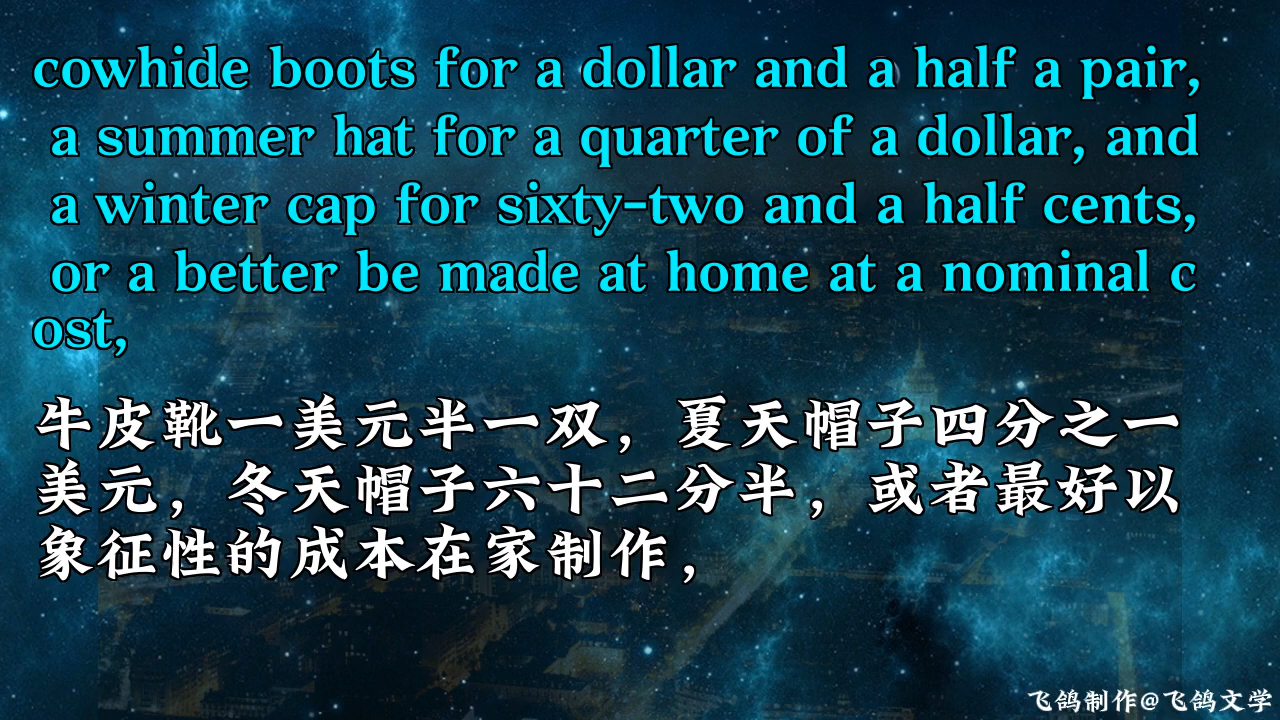 cowhide boots for a dollar and a half a pair,
a summer hat for a quarter of a dollar, and
a winter cap for sixty-two and a half cents,
or a better be made at home at a nominal c
ost,
牛皮靴一美元半一双，夏天帽子四分之一
美元，冬天帽子六十二分半，或者最好以
象征性的成本在家制作，
飞鸽制作@飞鸽文学